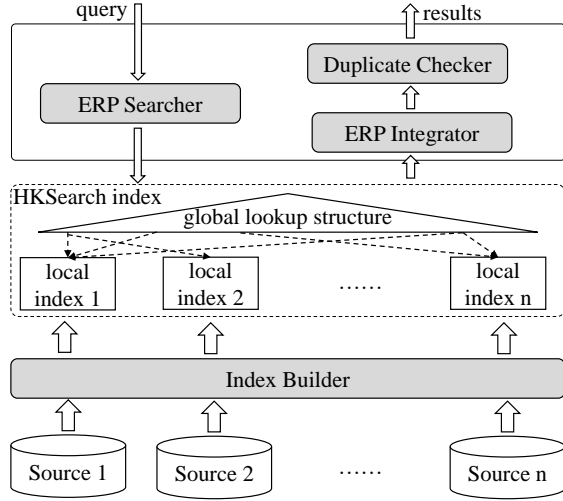 query
results
Duplicate Checker
ERP Searcher
ERP Integrator
HKSearch index
global lookup structure
local
index 1
local
index 2
......
local
index n
Index Builder
Source 1
Source 2
......
Source n